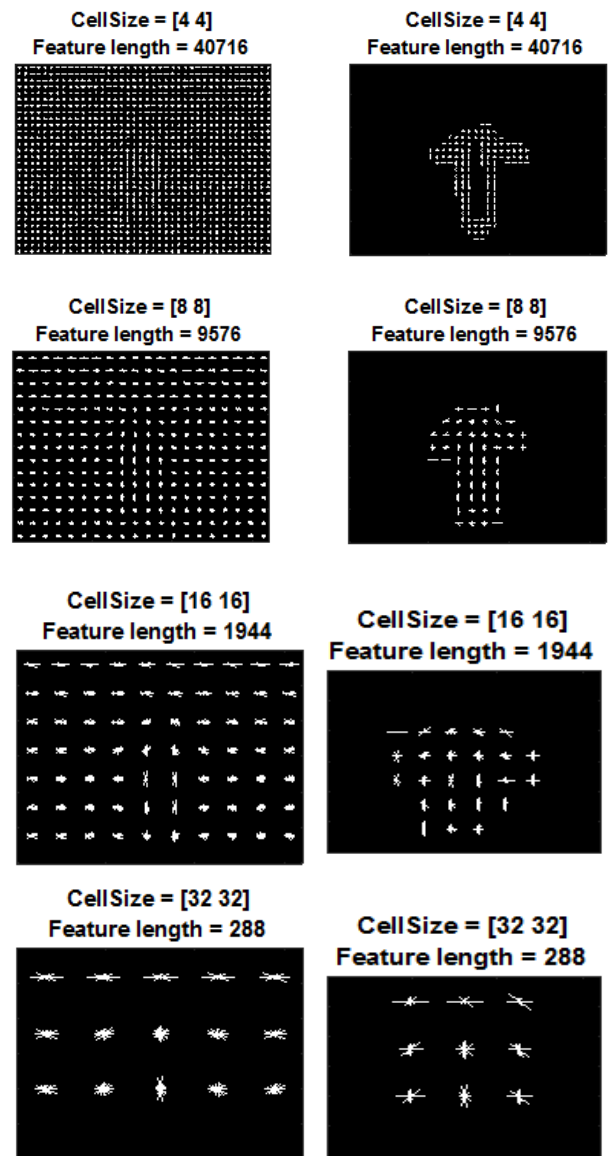 CellSize = [4 4]
Feature length = 40716
CellSize = [4 4]
Feature length = 40716
CellSize = [8 8]
Feature length = 9576
CellSize = [8 8]
Feature length = 9576
CellSize = [16 16]
Feature length = 1944
CellSize = [16 16]
Feature length = 1944
CellSize = [32 32]
Feature length = 288
CellSize = [32 32]
Feature length = 288